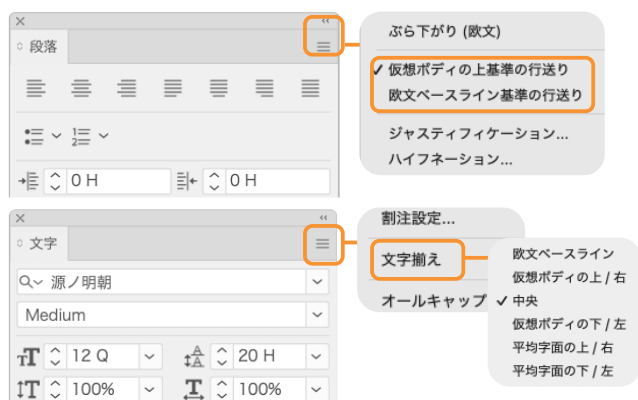 段落
ぶら下がり (欧文)
✓ 仮想ボディの上基準の行送り
欧文ベースライン基準の行送り
ジャスティフィケーション...
ハイフネーション...
0 H
0 H
文字
源ノ明朝
Medium
12 Q
20 H
100%
100%
割注設定...
文字揃え
オールキャップ
欧文ベースライン
仮想ボディの上 / 右
✓ 中央
仮想ボディの下 / 左
平均字面の上 / 右
平均字面の下 / 左